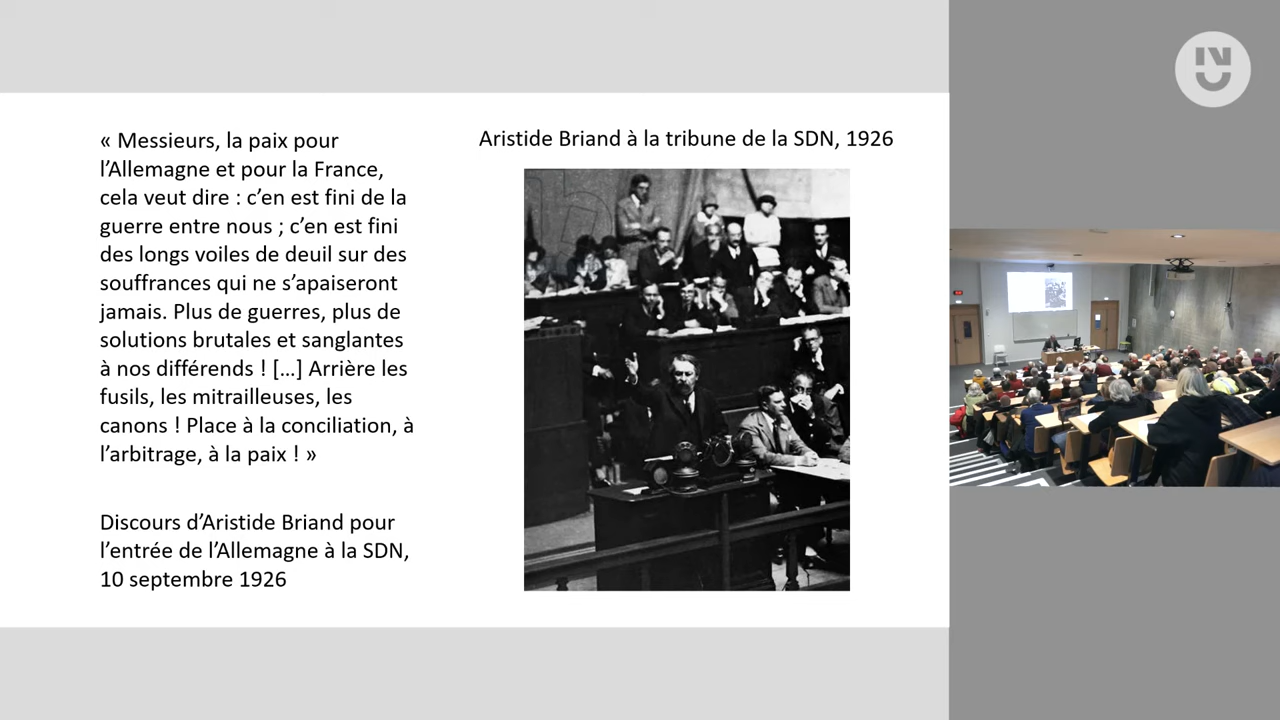 « Messieurs, la paix pour
l’Allemagne et pour la France,
cela veut dire : c’en est fini de la
guerre entre nous ; c’en est fini
des longs voiles de deuil sur des
souffrances qui ne s’apaiseront
jamais. Plus de guerres, plus de
solutions brutales et sanglantes
à nos différends ! […] Arrière les
fusils, les mitrailleuses, les
canons ! Place à la conciliation, à
l’arbitrage, à la paix ! »
Discours d’Aristide Briand pour
l’entrée de l’Allemagne à la SDN,
10 septembre 1926
Aristide Briand à la tribune de la SDN, 1926